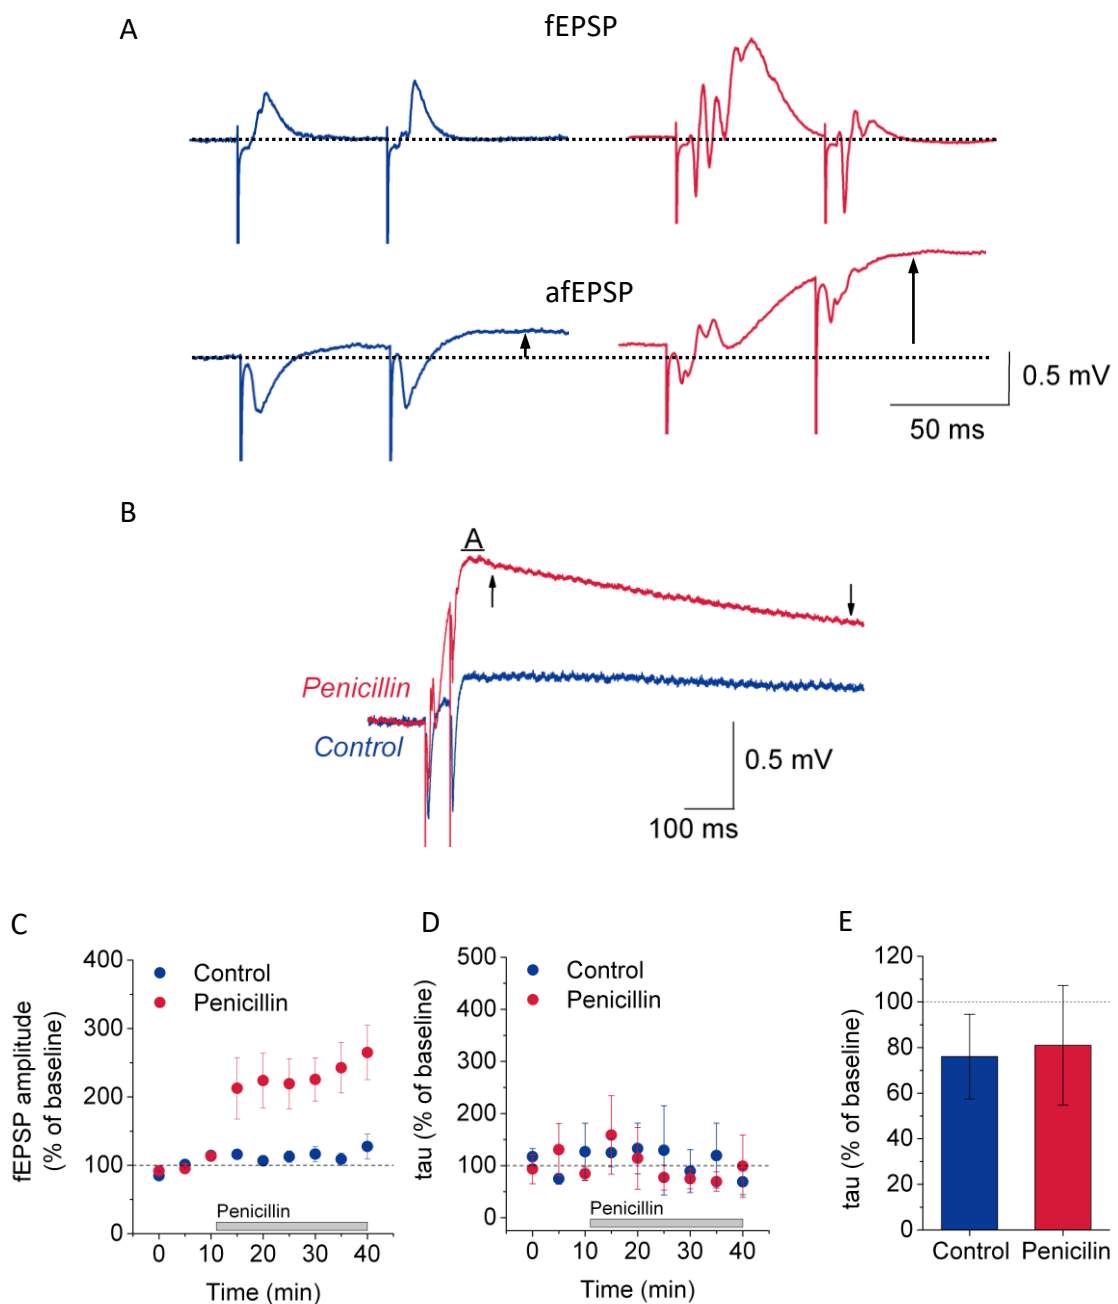 A
fEPSP
afEPSP
0.5 mV
50 ms
B
A
Penicillin
Control
0.5 mV
100 ms
C
fEPSP amplitude
(% of baseline)
400
300
200
100
0
Control
Penicillin
Penicillin
0 10 20 30 40
Time (min)
D
tau (% of baseline)
500
400
300
200
100
0
Control
Penicillin
Penicillin
0 10 20 30 40
Time (min)
E
tau (% of baseline)
120
100
80
60
40
20
0
Control Penicilin